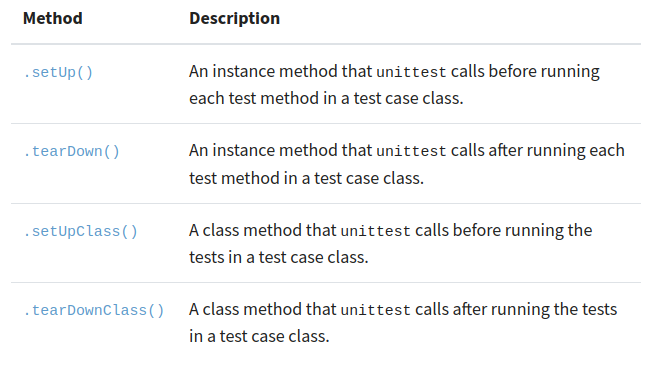 Method Description
.setUp() An instance method that unittest calls before running
each test method in a test case class.
.tearDown() An instance method that unittest calls after running each
test method in a test case class.
.setUpClass() A class method that unittest calls before running the
tests in a test case class.
.tearDownClass() A class method that unittest calls after running the tests
in a test case class.